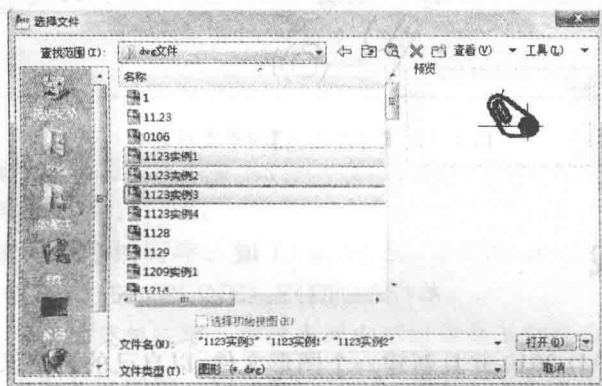 选择文件
查找范围(I):
dwg文件
查看(V)
工具(L)
名称
预览
1
11.23
0106
1123实例1
1123实例2
1123实例3
1123实例4
1128
1129
1209实例1
1214
选择初始视图(E)
文件名(N):
"1123实例3" "1123实例1" "1123实例2"
打开(O)
文件类型(T):
图形 (*.dwg)
取消